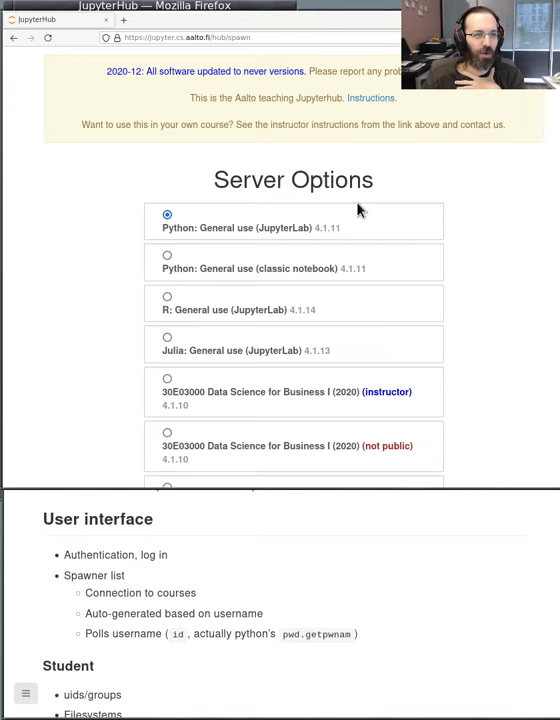 JupyterHub — Mozilla Firefox
JupyterHub
https://jupyter.cs.aalto.fi/hub/spawn
2020-12: All software updated to never versions. Please report any prob
This is the Aalto teaching Jupyterhub. Instructions.
Want to use this in your own course? See the instructor instructions from the link above and contact us.
Server Options
Python: General use (JupyterLab) 4.1.11
Python: General use (classic notebook) 4.1.11
R: General use (JupyterLab) 4.1.14
Julia: General use (JupyterLab) 4.1.13
30E03000 Data Science for Business I (2020) (instructor)
4.1.10
30E03000 Data Science for Business I (2020) (not public)
4.1.10
User interface
• Authentication, log in
• Spawner list
◦ Connection to courses
◦ Auto-generated based on username
◦ Polls username ( id , actually python's pwd.getpwnam )
Student
• uids/groups
• Filesystems